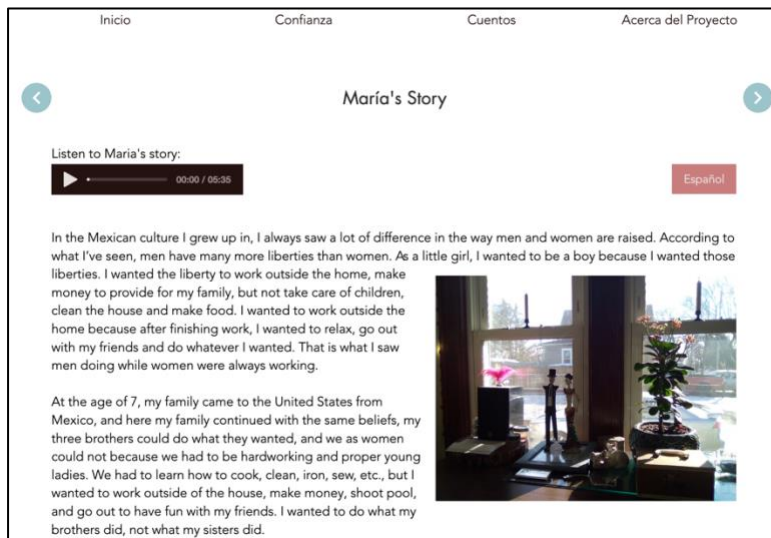 Inicio Confianza Cuentos Acerca del Proyecto
María's Story
Listen to Maria's story:
00:00 / 05:35
Español
In the Mexican culture I grew up in, I always saw a lot of difference in the way men and women are raised. According to
what I've seen, men have many more liberties than women. As a little girl, I wanted to be a boy because I wanted those
liberties. I wanted the liberty to work outside the home, make
money to provide for my family, but not take care of children,
clean the house and make food. I wanted to work outside the
home because after finishing work, I wanted to relax, go out
with my friends and do whatever I wanted. That is what I saw
men doing while women were always working.
At the age of 7, my family came to the United States from
Mexico, and here my family continued with the same beliefs, my
three brothers could do what they wanted, and we as women
could not because we had to be hardworking and proper young
ladies. We had to learn how to cook, clean, iron, sew, etc., but I
wanted to work outside of the house, make money, shoot pool,
and go out to have fun with my friends. I wanted to do what my
brothers did, not what my sisters did.